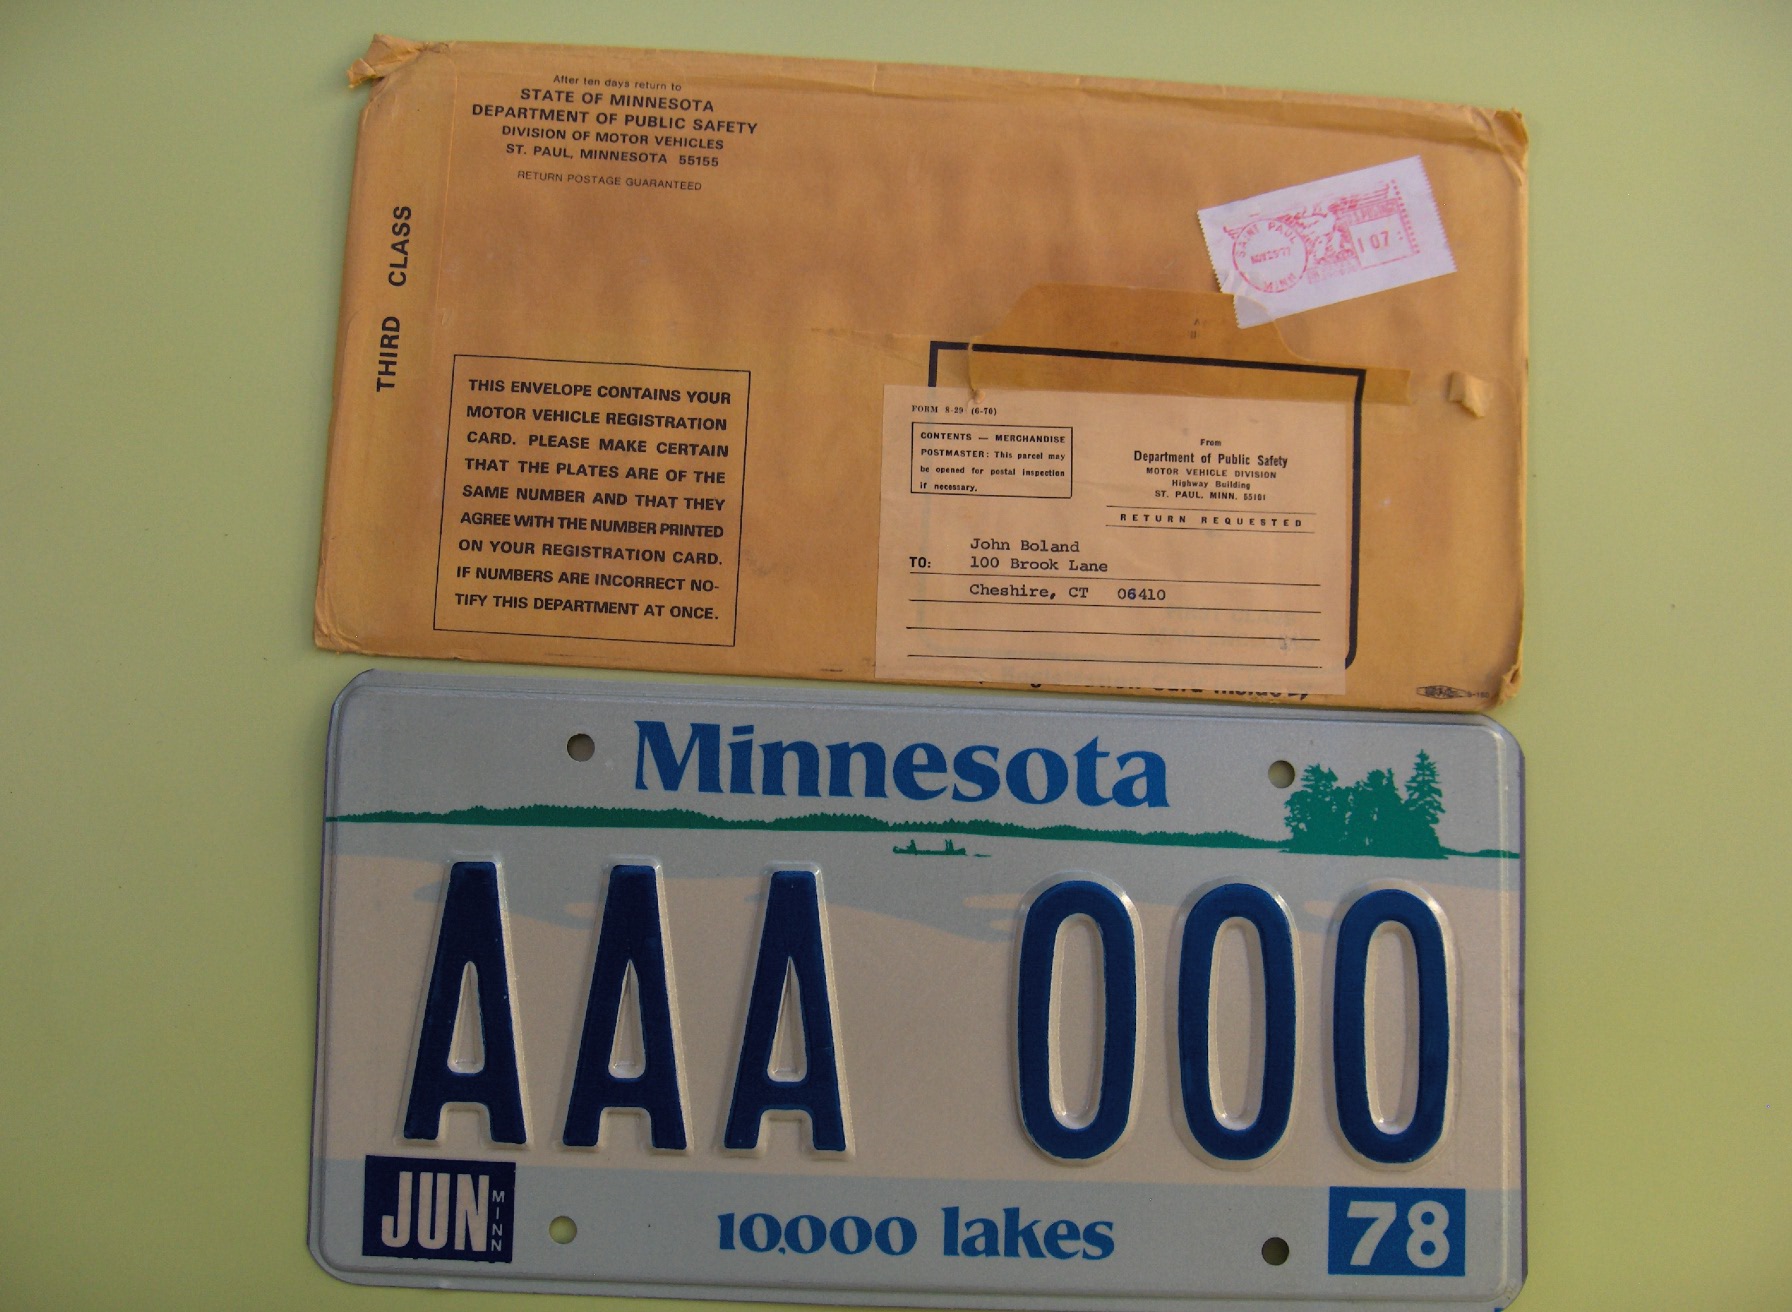 After ten days return to
STATE OF MINNESOTA
DEPARTMENT OF PUBLIC SAFETY
DIVISION OF MOTOR VEHICLES
ST. PAUL, MINNESOTA 55155
RETURN POSTAGE GUARANTEED
THIRD CLASS
SAINT PAUL
MINN
107
THIS ENVELOPE CONTAINS YOUR
MOTOR VEHICLE REGISTRATION
CARD. PLEASE MAKE CERTAIN
THAT THE PLATES ARE OF THE
SAME NUMBER AND THAT THEY
AGREE WITH THE NUMBER PRINTED
ON YOUR REGISTRATION CARD.
IF NUMBERS ARE INCORRECT NO-
TIFY THIS DEPARTMENT AT ONCE.
FORM 8-29 (6-70)
CONTENTS — MERCHANDISE
POSTMASTER: This parcel may
be opened for postal inspection
if necessary.
From
Department of Public Safety
MOTOR VEHICLE DIVISION
Highway Building
ST. PAUL, MINN. 55101
RETURN REQUESTED
John Boland
TO: 100 Brook Lane
Cheshire, CT 06410
Minnesota
AAA 000
JUN MINN
10,000 lakes
78